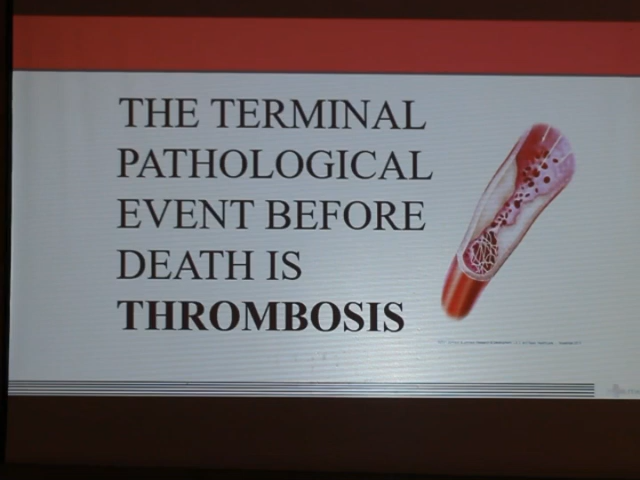 THE TERMINAL
PATHOLOGICAL
EVENT BEFORE
DEATH IS
THROMBOSIS